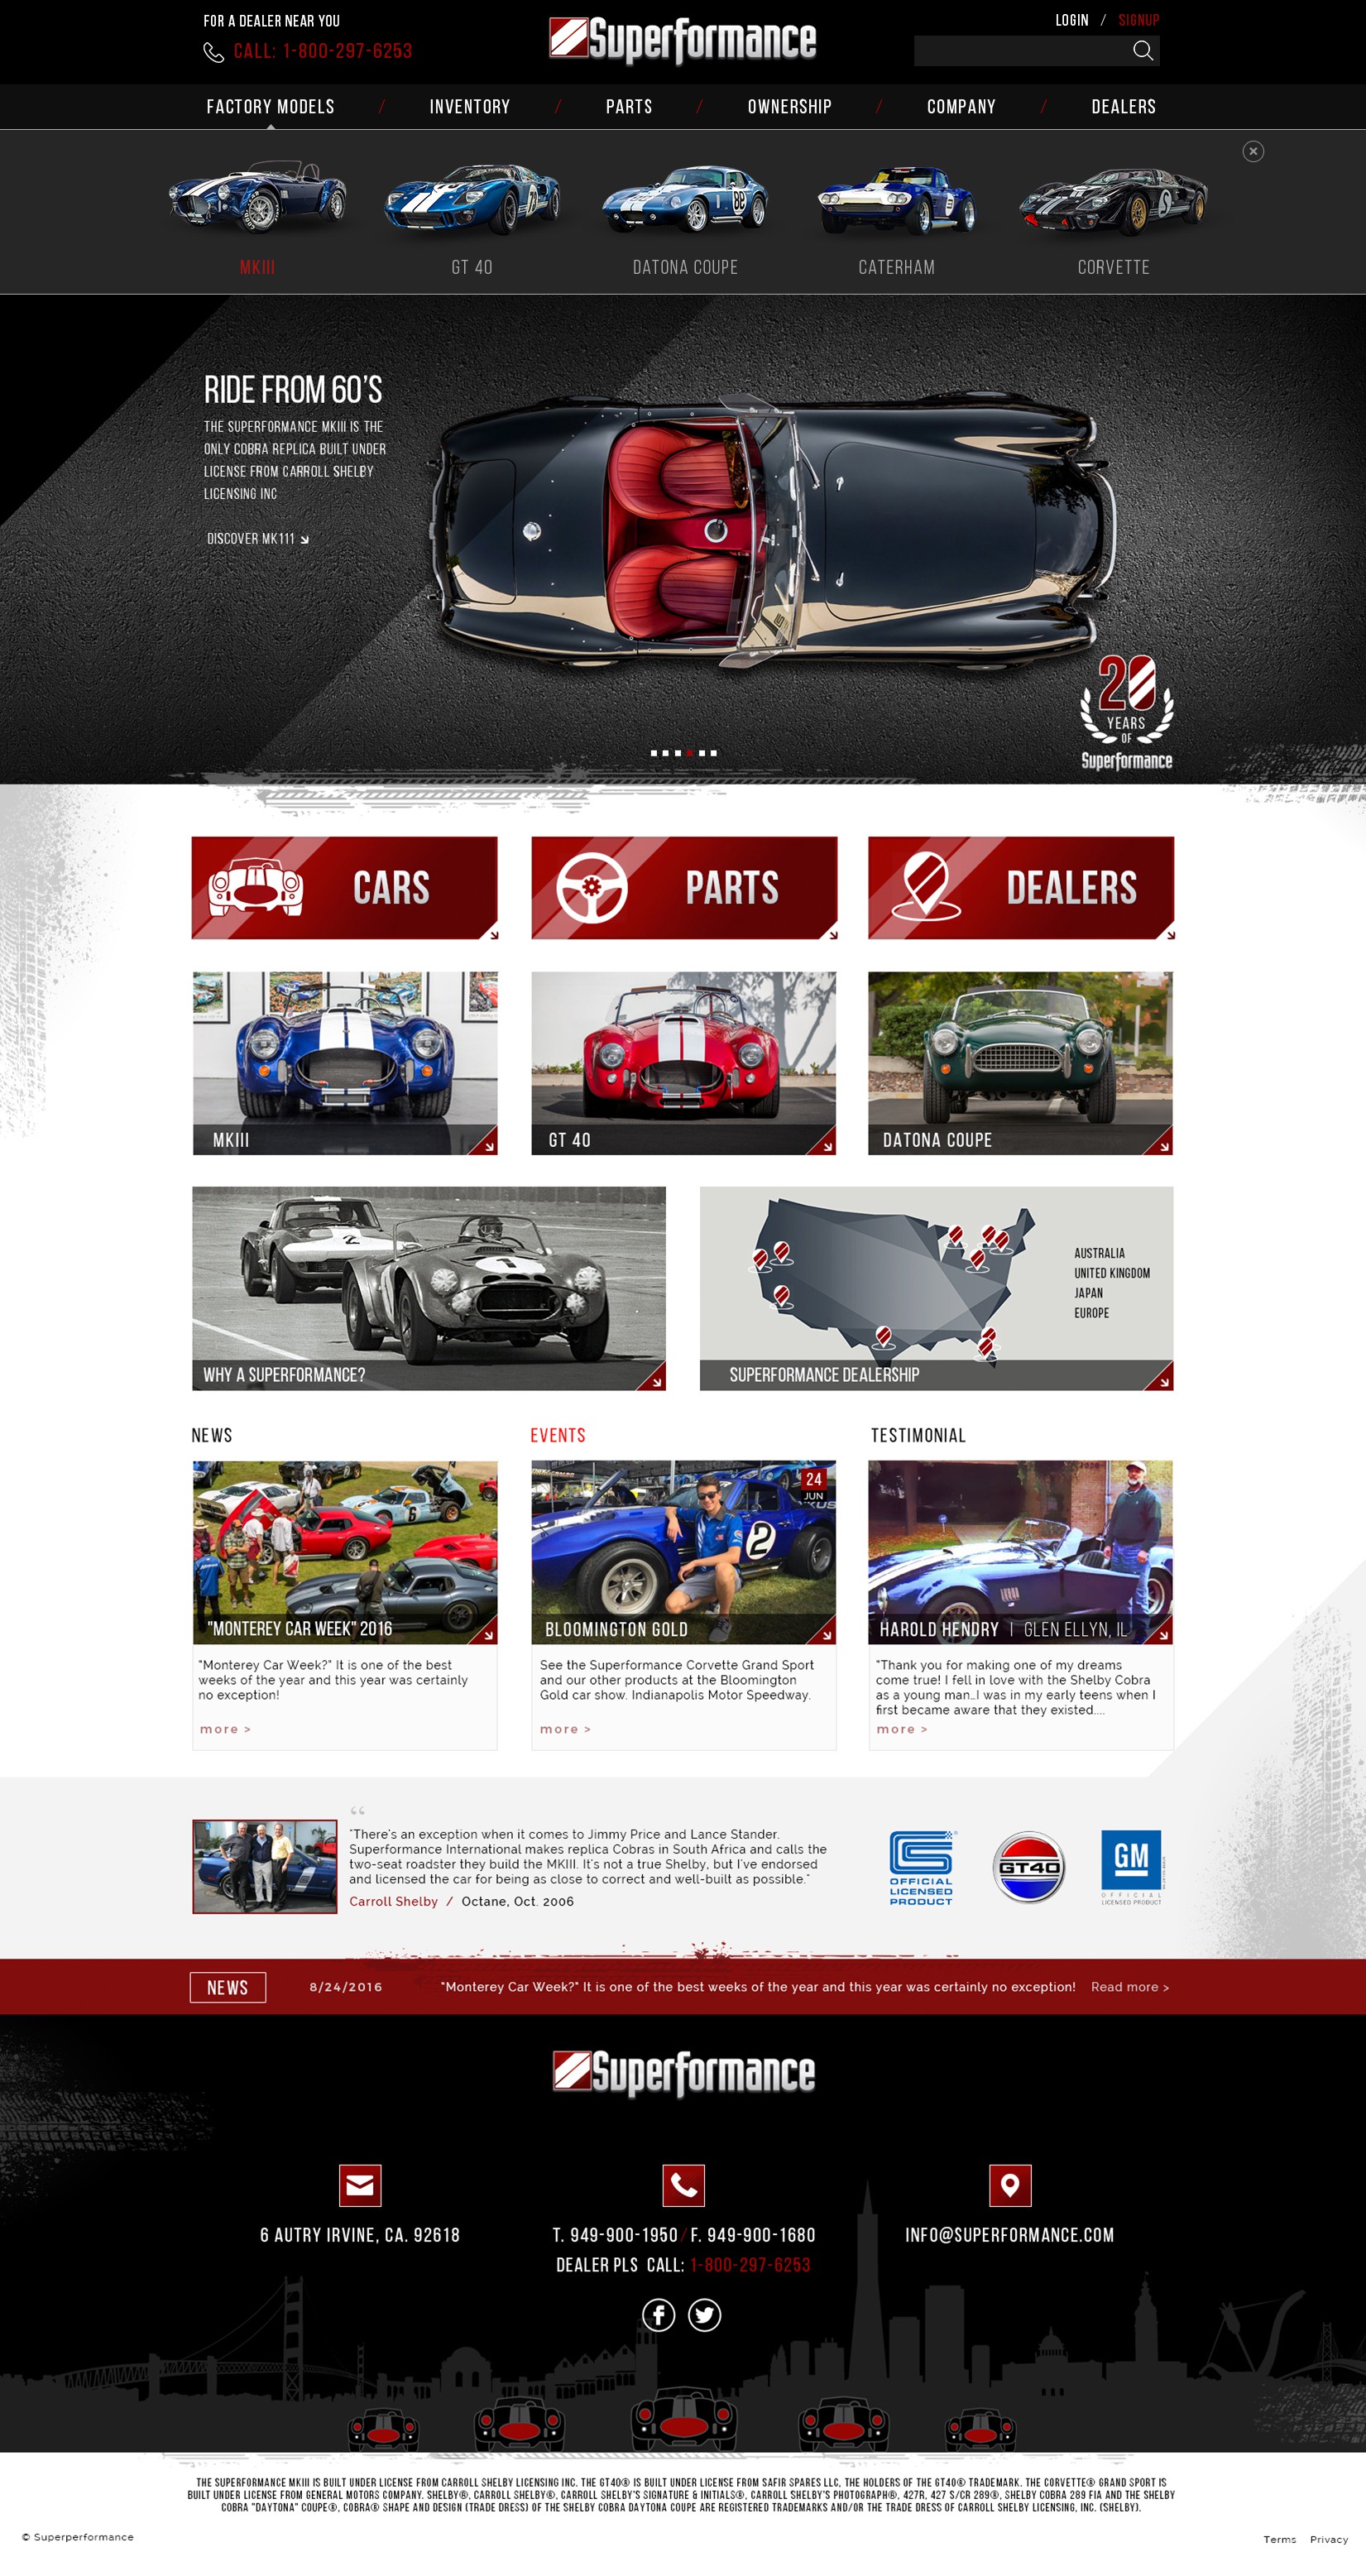 FOR A DEALER NEAR YOU
CALL: 1-800-297-6253
Superformance
LOGIN / SIGNUP
FACTORY MODELS / INVENTORY / PARTS / OWNERSHIP / COMPANY / DEALERS
MKIII
GT 40
DATONA COUPE
CATERHAM
CORVETTE
RIDE FROM 60'S
THE SUPERFORMANCE MKIII IS THE
ONLY COBRA REPLICA BUILT UNDER
LICENSE FROM CARROLL SHELBY
LICENSING INC
DISCOVER MK111
20
YEARS
OF
Superformance
CARS
PARTS
DEALERS
MKIII
GT 40
DATONA COUPE
2
1
WHY A SUPERFORMANCE?
AUSTRALIA
UNITED KINGDOM
JAPAN
EUROPE
SUPERFORMANCE DEALERSHIP
NEWS
EVENTS
TESTIMONIAL
6
"MONTEREY CAR WEEK" 2016
24
JUN
2
BLOOMINGTON GOLD
HAROLD HENDRY | GLEN ELLYN, IL
"Monterey Car Week?" It is one of the best
weeks of the year and this year was certainly
no exception!
more >
See the Superformance Corvette Grand Sport
and our other products at the Bloomington
Gold car show. Indianapolis Motor Speedway.
more >
"Thank you for making one of my dreams
come true! I fell in love with the Shelby Cobra
as a young man...I was in my early teens when I
first became aware that they existed....
more >
"There's an exception when it comes to Jimmy Price and Lance Stander.
Superformance International makes replica Cobras in South Africa and calls the
two-seat roadster they build the MKIII. It's not a true Shelby, but I've endorsed
and licensed the car for being as close to correct and well-built as possible."
Carroll Shelby / Octane, Oct. 2006
OFFICIAL
LICENSED
PRODUCT
GT40
GM
OFFICIAL
LICENSED PRODUCT
NEWS
8/24/2016
"Monterey Car Week?" It is one of the best weeks of the year and this year was certainly no exception!
Read more >
Superformance
6 AUTRY IRVINE, CA. 92618
T. 949-900-1950 / F. 949-900-1680
DEALER PLS CALL: 1-800-297-6253
INFO@SUPERFORMANCE.COM
THE SUPERFORMANCE MKIII IS BUILT UNDER LICENSE FROM CARROLL SHELBY LICENSING INC. THE GT40® IS BUILT UNDER LICENSE FROM SAFIR SPARES LLC, THE HOLDERS OF THE GT40® TRADEMARK. THE CORVETTE® GRAND SPORT IS
BUILT UNDER LICENSE FROM GENERAL MOTORS COMPANY. SHELBY®, CARROLL SHELBY®, CARROLL SHELBY'S SIGNATURE & INITIALS®, CARROLL SHELBY'S PHOTOGRAPH®, 427R, 427 S/CR 289®, SHELBY COBRA 289 FIA AND THE SHELBY
COBRA "DAYTONA" COUPE®, COBRA® SHAPE AND DESIGN (TRADE DRESS) OF THE SHELBY COBRA DAYTONA COUPE ARE REGISTERED TRADEMARKS AND/OR THE TRADE DRESS OF CARROLL SHELBY LICENSING, INC. (SHELBY).
© Superperformance
Terms Privacy